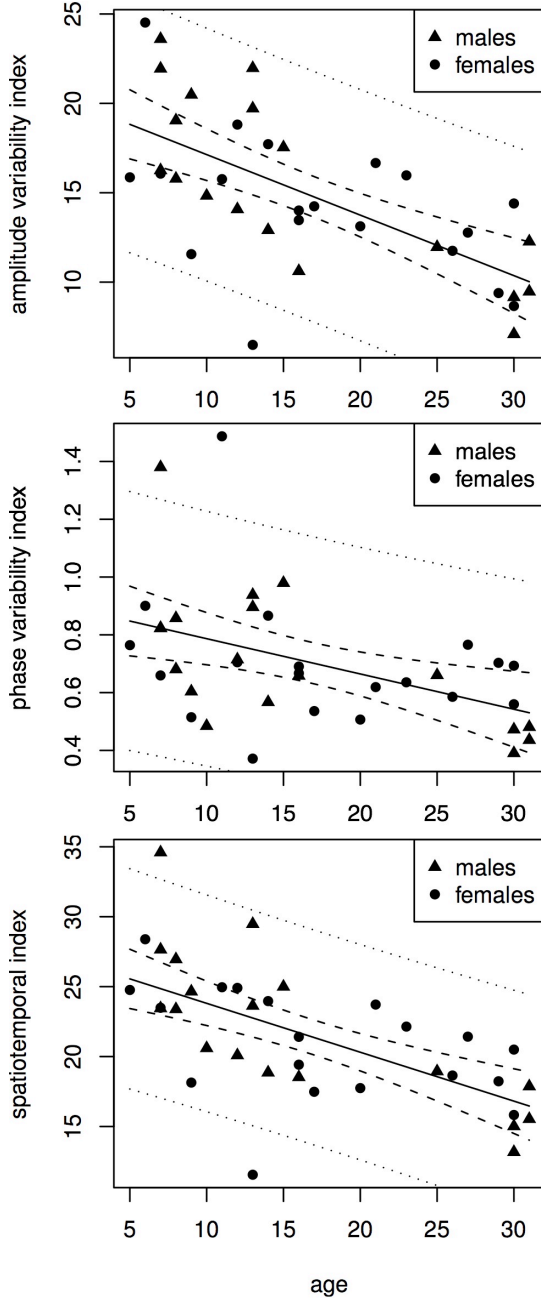 25
20
15
10
amplitude variability index
males
females
5 10 15 20 25 30
1.4
1.2
1.0
0.8
0.6
0.4
phase variability index
males
females
5 10 15 20 25 30
35
30
25
20
15
spatiotemporal index
males
females
5 10 15 20 25 30
age